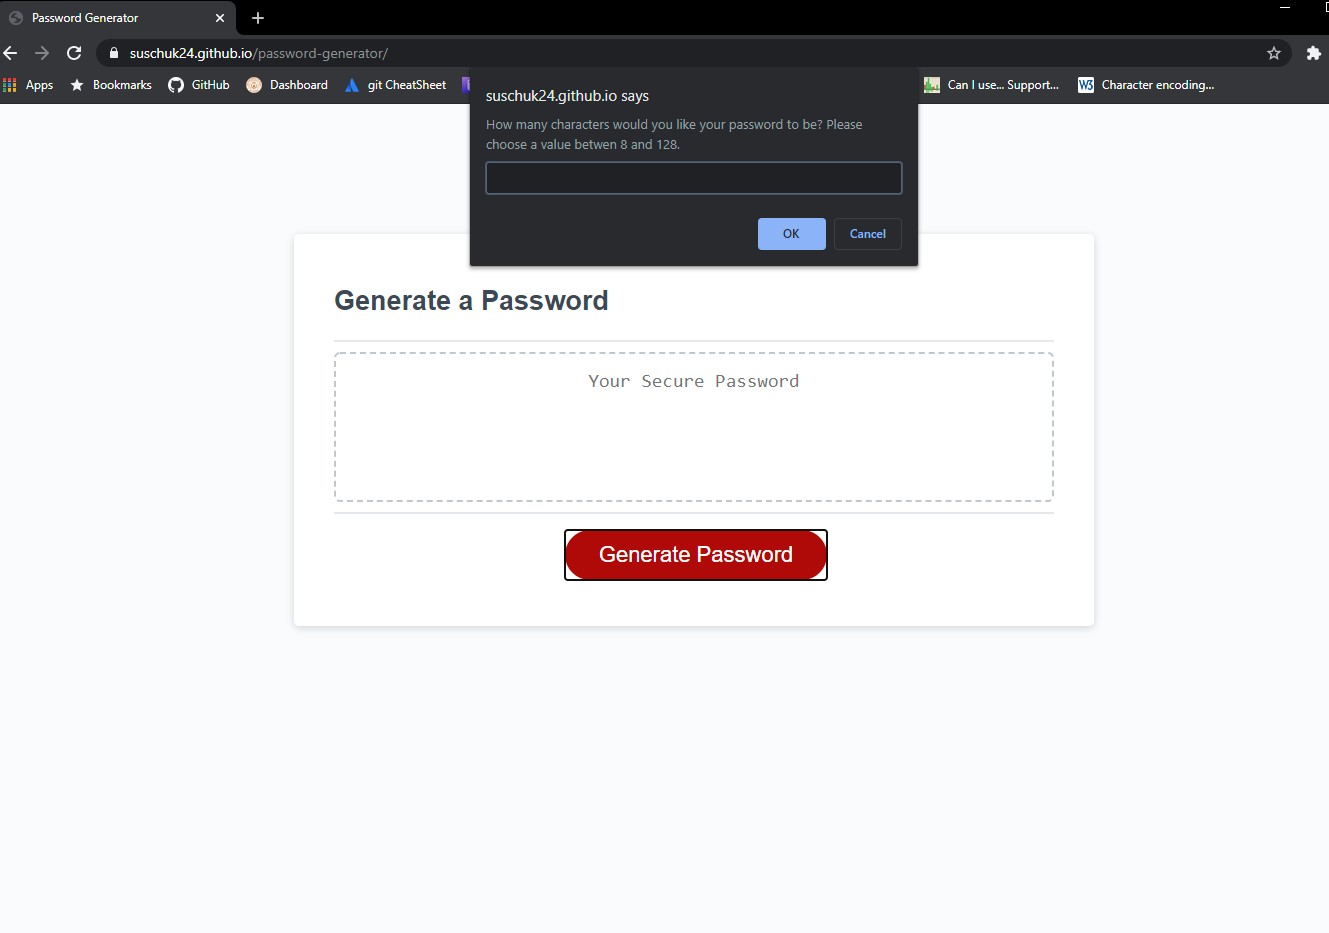 Password Generator
suschuk24.github.io/password-generator/
Apps Bookmarks GitHub Dashboard git CheatSheet Can I use... Support... W3 Character encoding...
suschuk24.github.io says
How many characters would you like your password to be? Please
choose a value betwen 8 and 128.
OK Cancel
Generate a Password
Your Secure Password
Generate Password